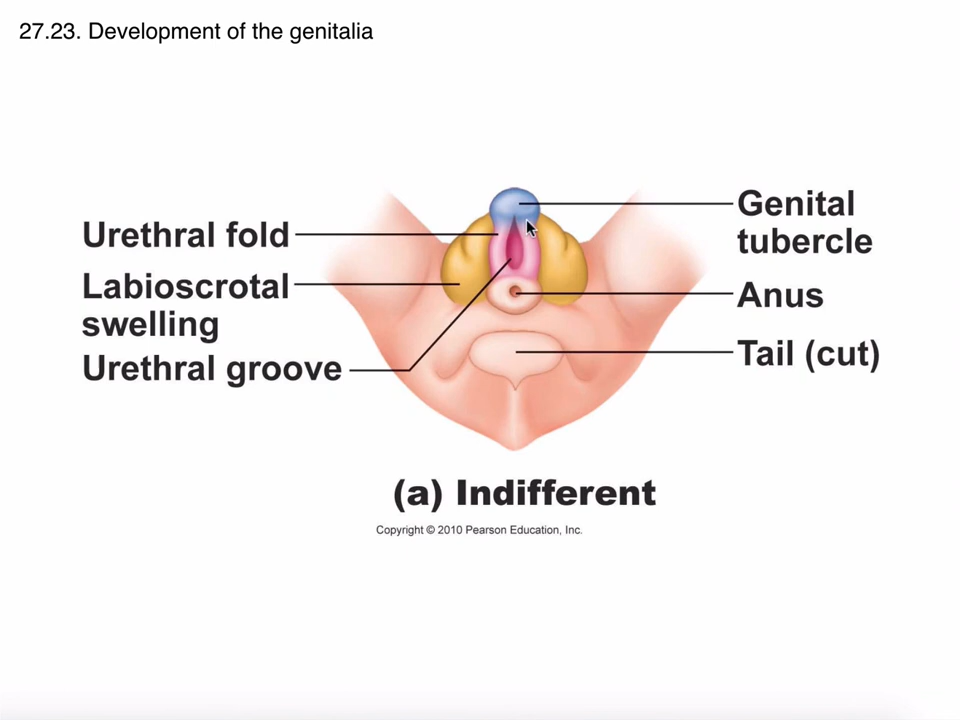 27.23. Development of the genitalia
Genital
tubercle
Urethral fold
Labioscrotal
swelling
Anus
Tail (cut)
Urethral groove
(a) Indifferent
Copyright © 2010 Pearson Education, Inc.